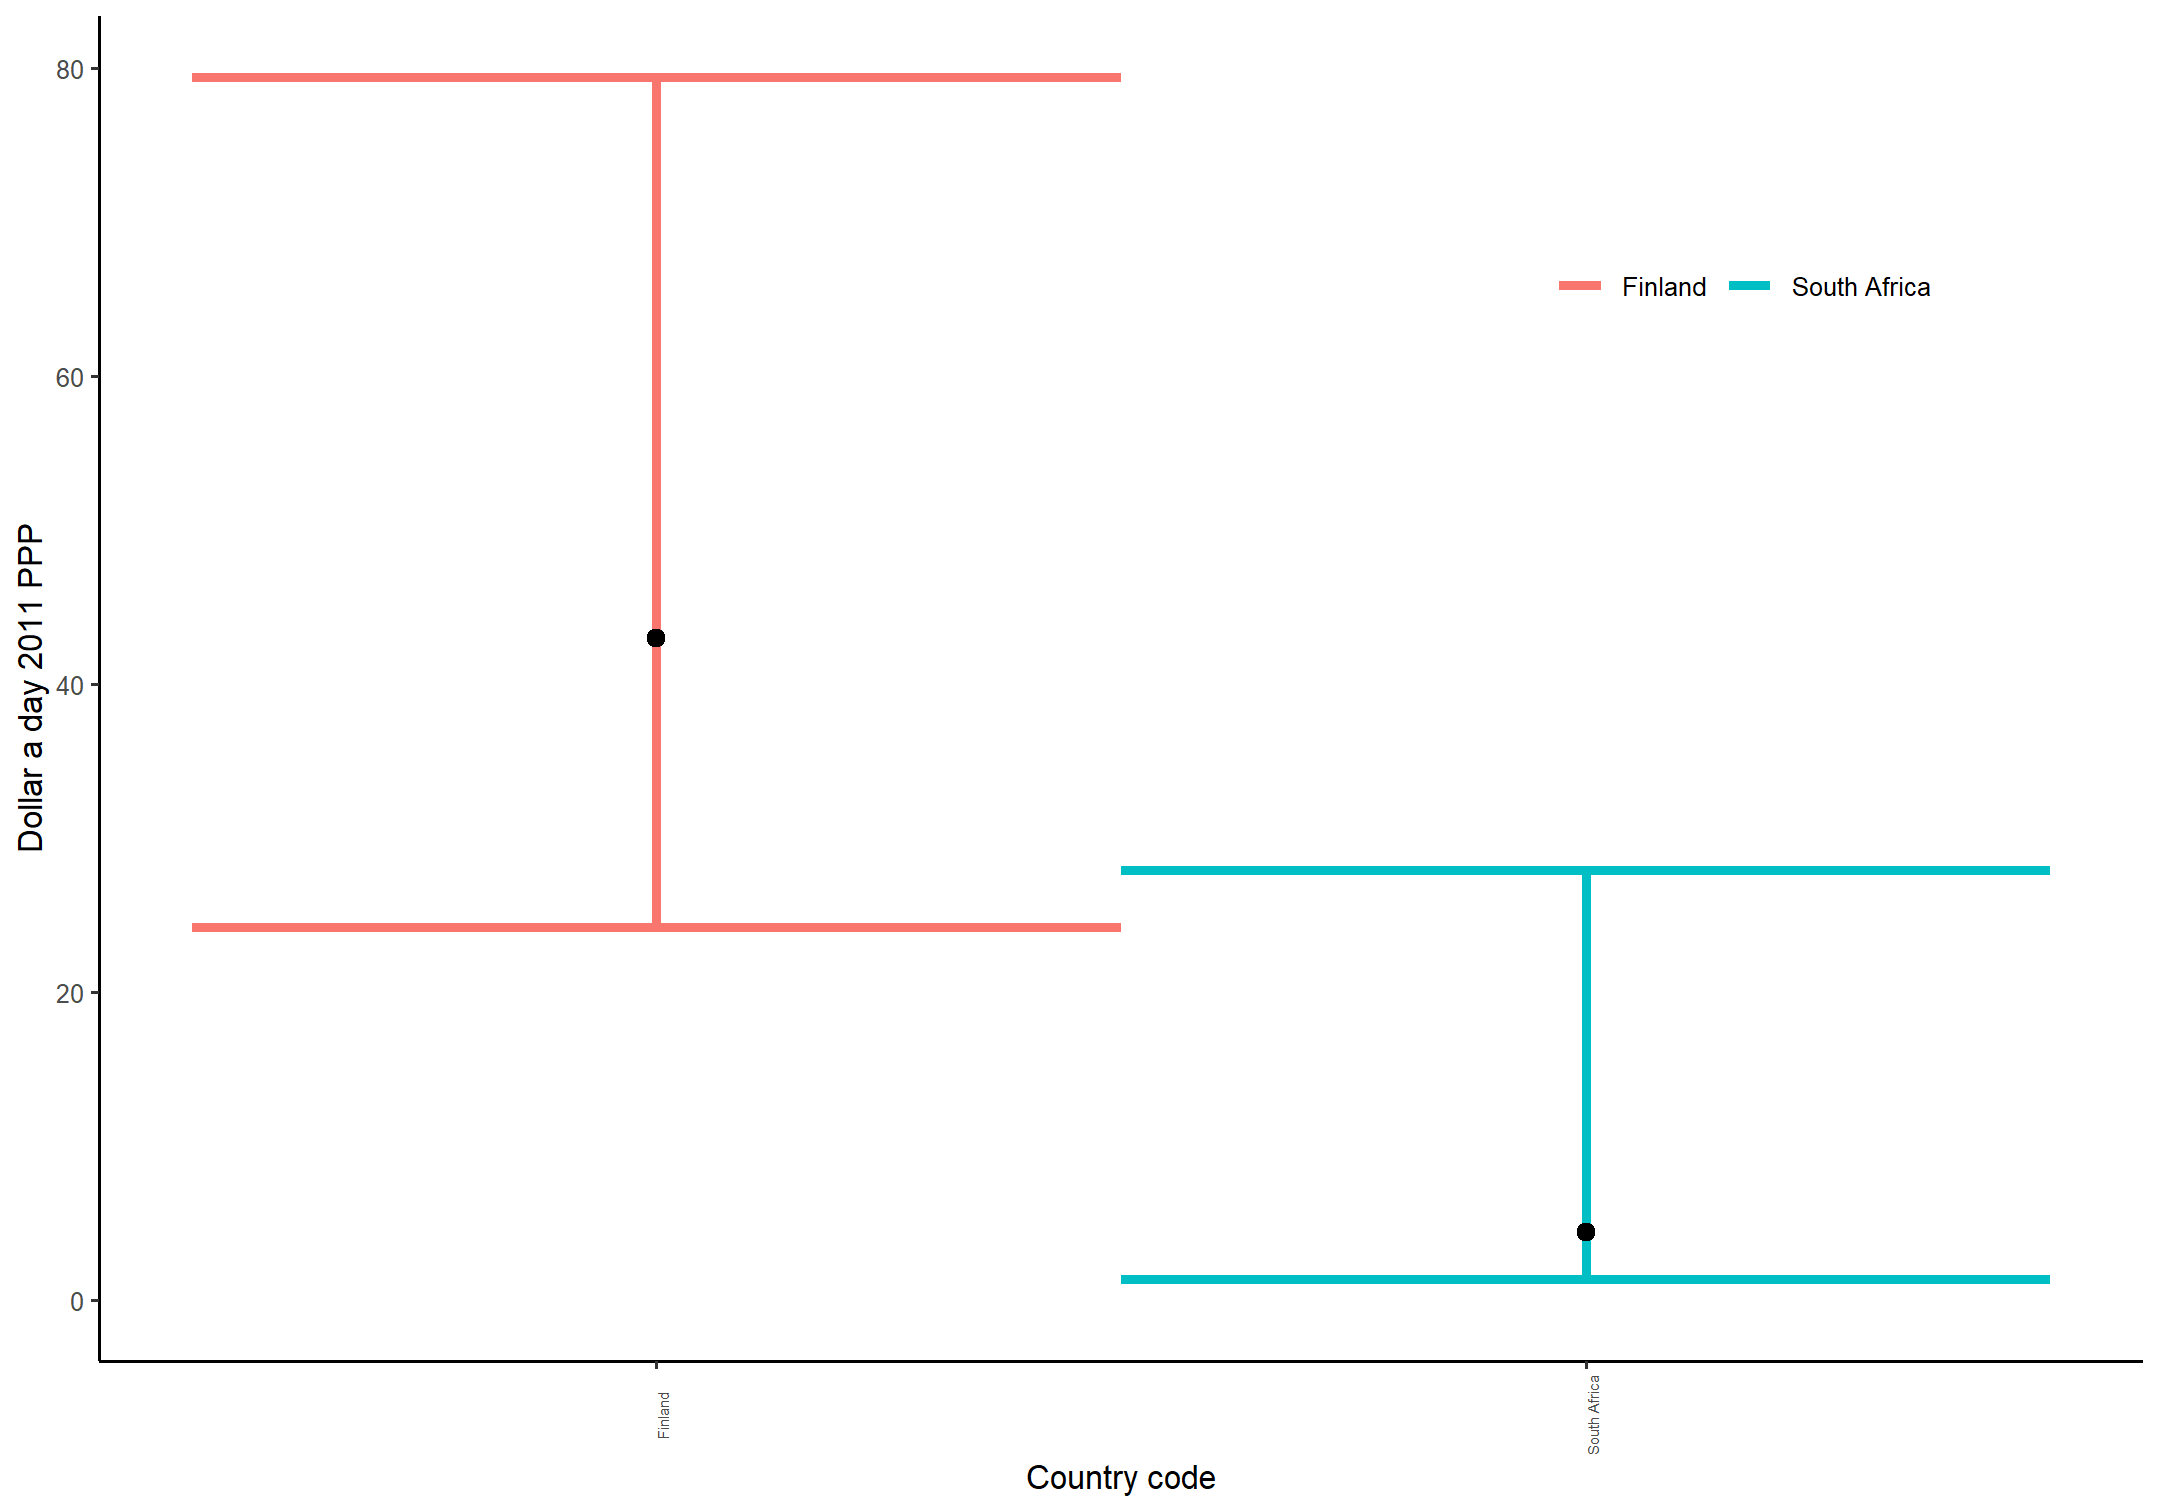 80
60
40
20
0
Dollar a day 2011 PPP
Finland
South Africa
Finland
South Africa
Country code